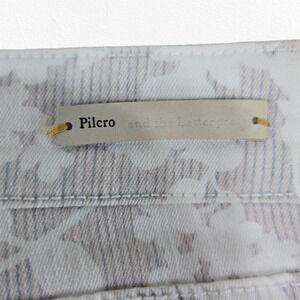 Pilcro and the Letterpress